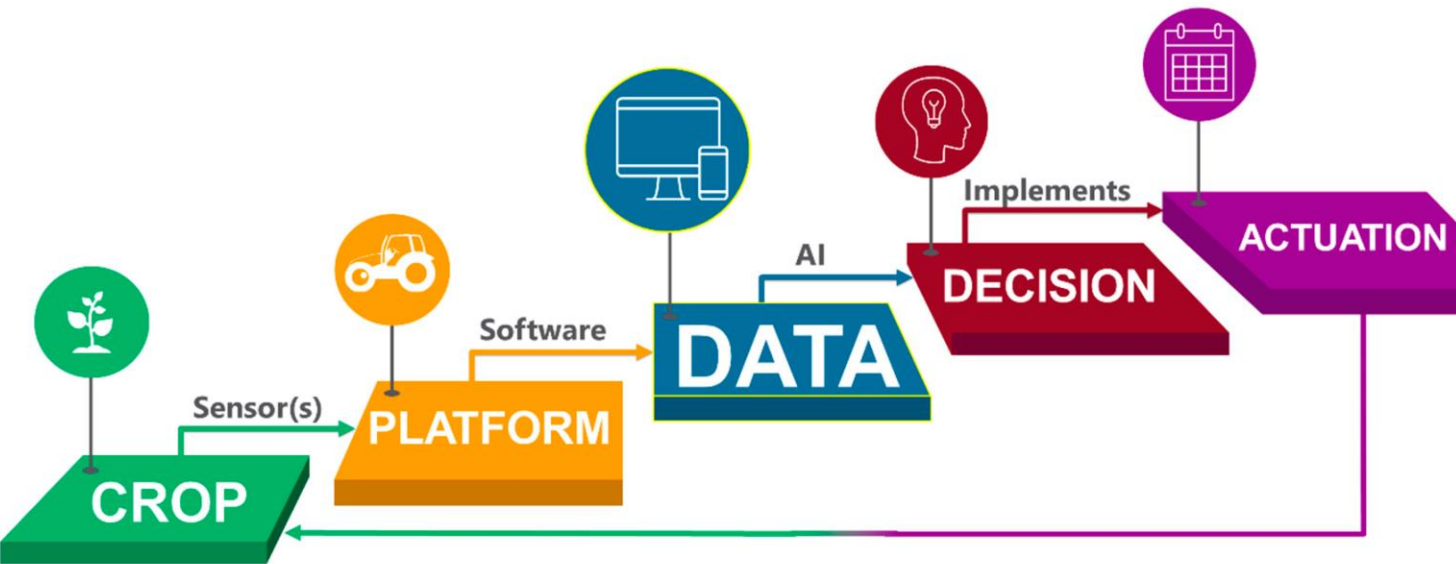 CROP
Sensor(s)
PLATFORM
Software
DATA
AI
DECISION
Implements
ACTUATION